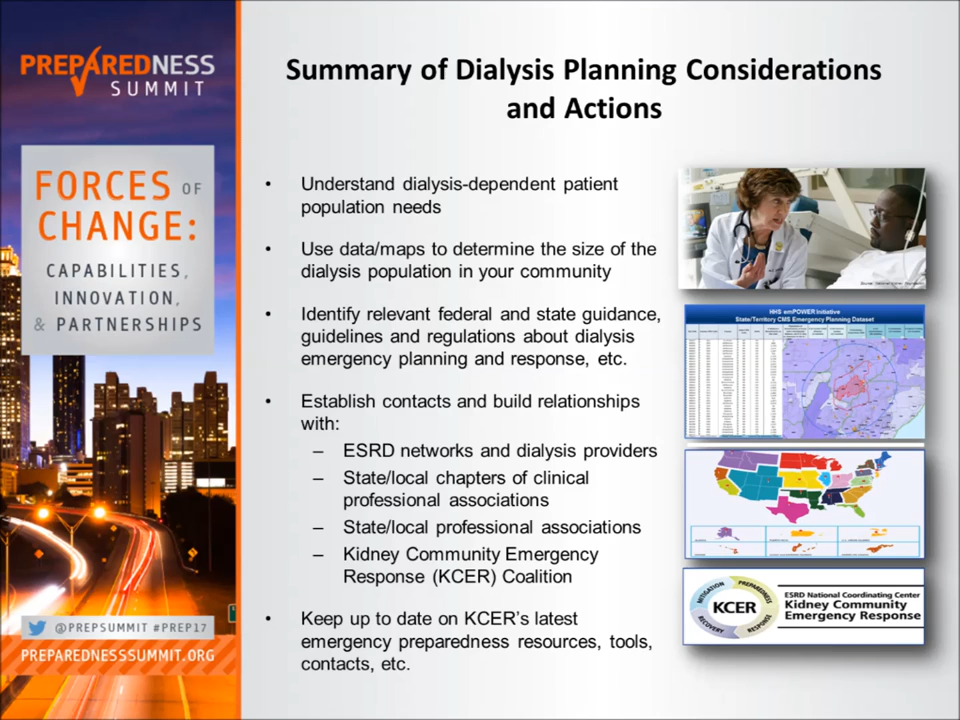 PREPAREDNESS
SUMMIT
FORCES OF
CHANGE:
CAPABILITIES,
INNOVATION,
& PARTNERSHIPS
@PREPSUMMIT #PREP17
PREPAREDNESSSUMMIT.ORG
Summary of Dialysis Planning Considerations
and Actions
• Understand dialysis-dependent patient
population needs
• Use data/maps to determine the size of the
dialysis population in your community
• Identify relevant federal and state guidance,
guidelines and regulations about dialysis
emergency planning and response, etc.
• Establish contacts and build relationships
with:
– ESRD networks and dialysis providers
– State/local chapters of clinical
professional associations
– State/local professional associations
– Kidney Community Emergency
Response (KCER) Coalition
• Keep up to date on KCER’s latest
emergency preparedness resources, tools,
contacts, etc.
HHS emPOWER Initiative
State/Territory CMS Emergency Planning Dataset
MITIGATION
PREPAREDNESS
RESPONSE
RECOVERY
KCER
ESRD National Coordinating Center
Kidney Community
Emergency Response